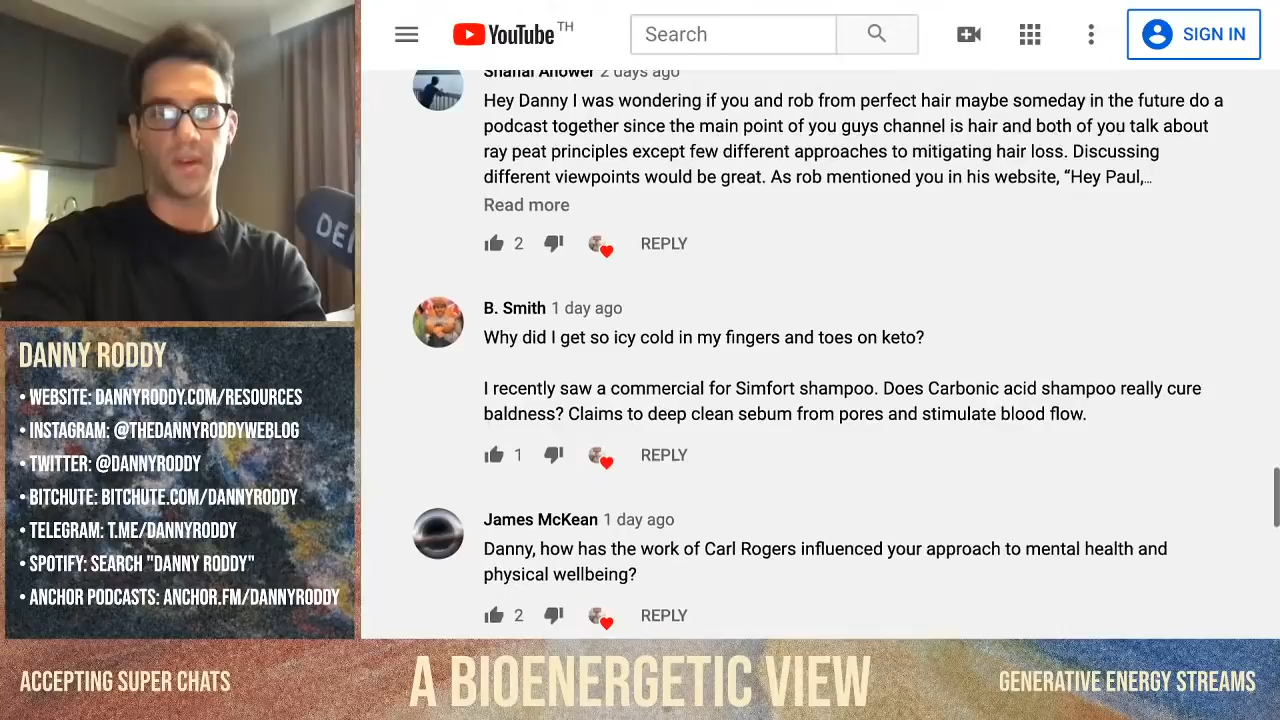 YouTube TH
Search
SIGN IN
2 days ago
Hey Danny I was wondering if you and rob from perfect hair maybe someday in the future do a
podcast together since the main point of you guys channel is hair and both of you talk about
ray peat principles except few different approaches to mitigating hair loss. Discussing
different viewpoints would be great. As rob mentioned you in his website, “Hey Paul,…
Read more
2 REPLY
B. Smith 1 day ago
Why did I get so icy cold in my fingers and toes on keto?
I recently saw a commercial for Simfort shampoo. Does Carbonic acid shampoo really cure
baldness? Claims to deep clean sebum from pores and stimulate blood flow.
1 REPLY
James McKean 1 day ago
Danny, how has the work of Carl Rogers influenced your approach to mental health and
physical wellbeing?
2 REPLY
DANNY RODDY
• WEBSITE: DANNYRODDY.COM/RESOURCES
• INSTAGRAM: @THEDANNYRODDYWEBLOG
• TWITTER: @DANNYRODDY
• BITCHUTE: BITCHUTE.COM/DANNYRODDY
• TELEGRAM: T.ME/DANNYRODDY
• SPOTIFY: SEARCH "DANNY RODDY"
• ANCHOR PODCASTS: ANCHOR.FM/DANNYRODDY
ACCEPTING SUPER CHATS
A BIOENERGETIC VIEW
GENERATIVE ENERGY STREAMS